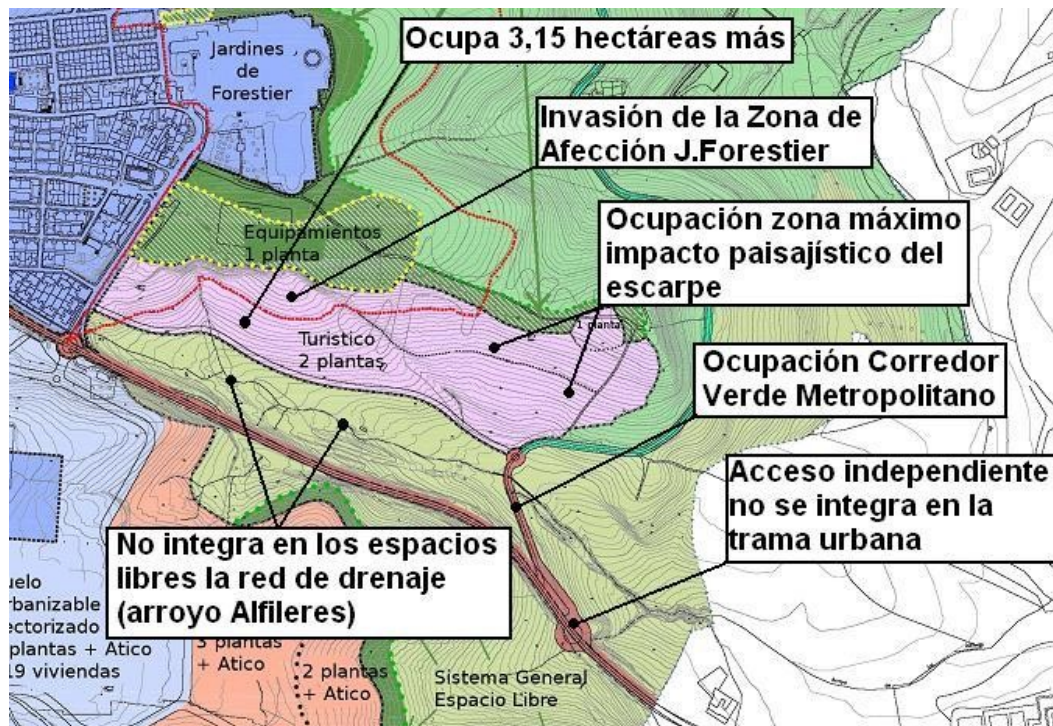 Jardines
de
Forestier
Ocupa 3,15 hectáreas más
Invasión de la Zona de
Afección J.Forestier
Ocupación zona máximo
impacto paisajístico del
escarpe
Equipamientos
1 planta
1 planta
Turístico
2 plantas
Ocupación Corredor
Verde Metropolitano
Acceso independiente
no se integra en la
trama urbana
No integra en los espacios
libres la red de drenaje
(arroyo Alfileres)
uelo
rbanizable
ectorizado
plantas + Atico
19 viviendas
3 plantas
+ Atico
2 plantas
+ Atico
Sistema General
Espacio Libre